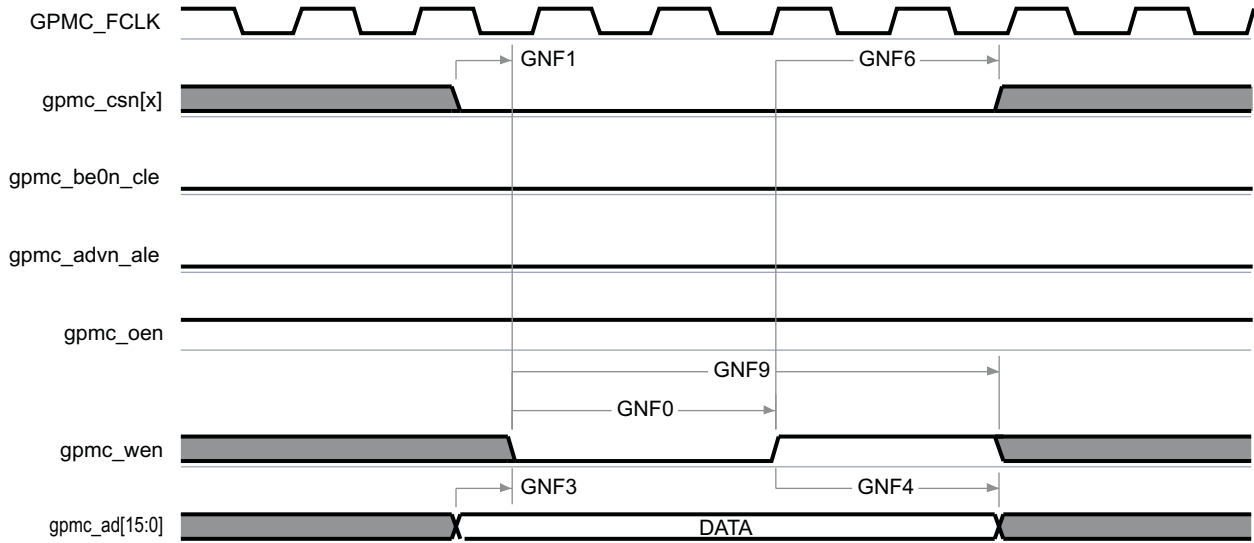 GPMC_FCLK
GNF1
GNF6
gpmc_csn[x]
gpmc_be0n_cle
gpmc_advn_ale
gpmc_oen
GNF9
GNF0
gpmc_wen
GNF3
GNF4
gpmc_ad[15:0]
DATA